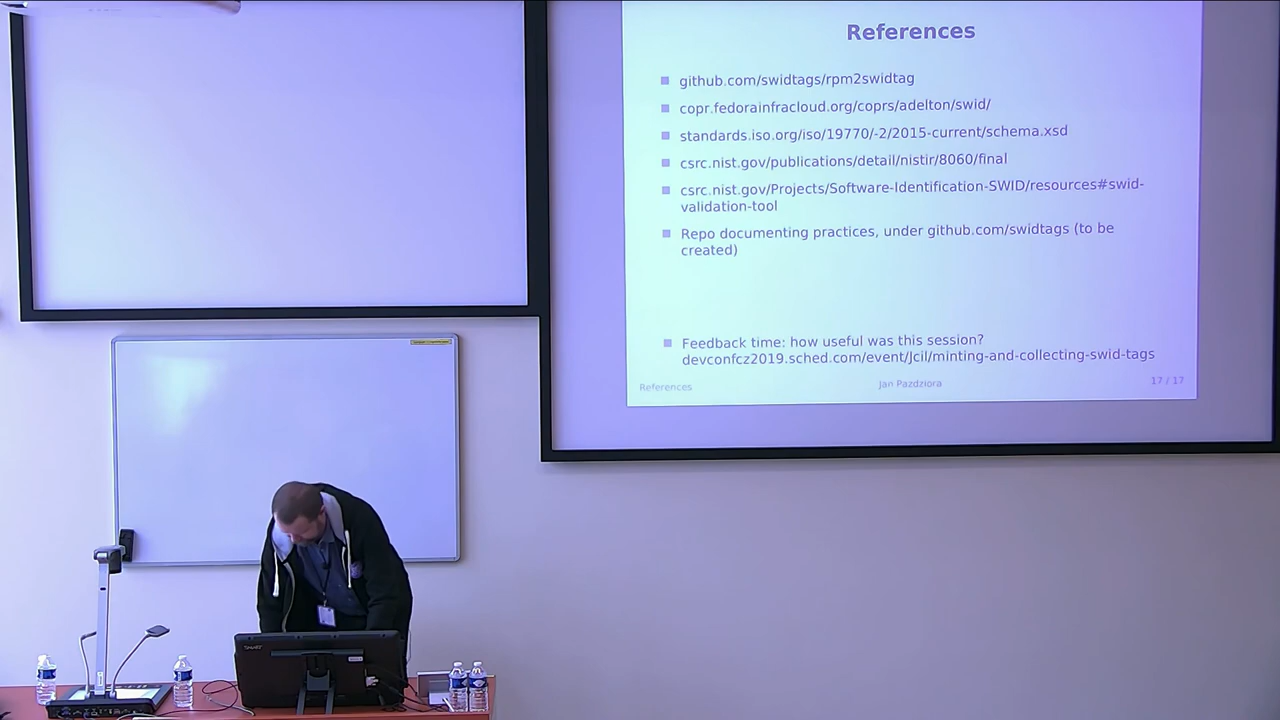 References
github.com/swidtags/rpm2swidtag
copr.fedorainfracloud.org/coprs/adelton/swid/
standards.iso.org/iso/19770/-2/2015-current/schema.xsd
csrc.nist.gov/publications/detail/nistir/8060/final
csrc.nist.gov/Projects/Software-Identification-SWID/resources#swid-
validation-tool
Repo documenting practices, under github.com/swidtags (to be
created)
Feedback time: how useful was this session?
devconfcz2019.sched.com/event/Jcil/minting-and-collecting-swid-tags
References
Jan Pazdziora
17 / 17